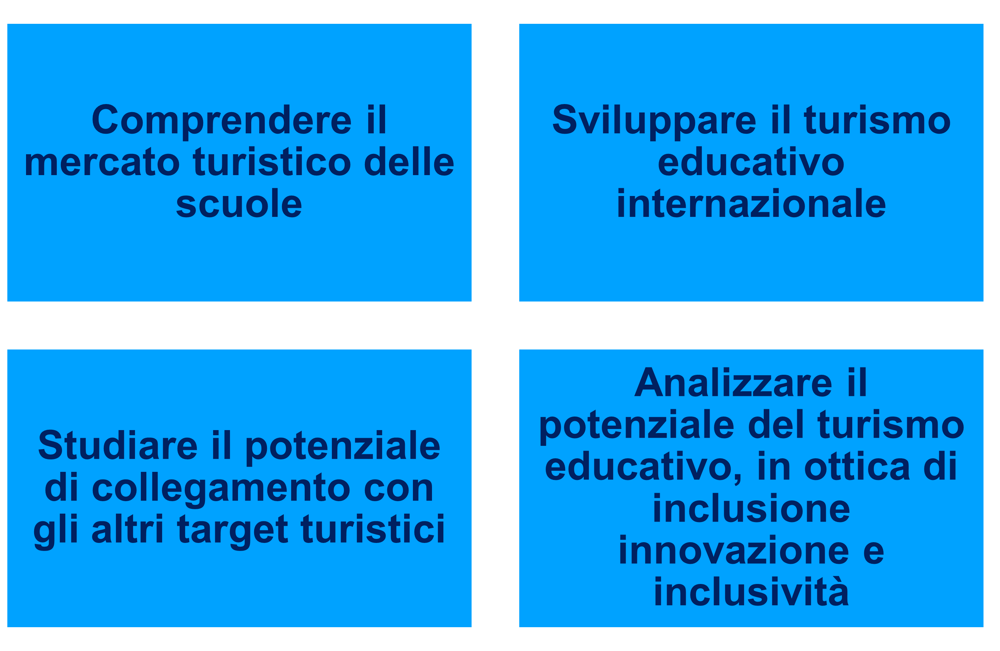 Comprendere il
mercato turistico delle
scuole
Sviluppare il turismo
educativo
internazionale
Studiare il potenziale
di collegamento con
gli altri target turistici
Analizzare il
potenziale del turismo
educativo, in ottica di
inclusione
innovazione e
inclusività